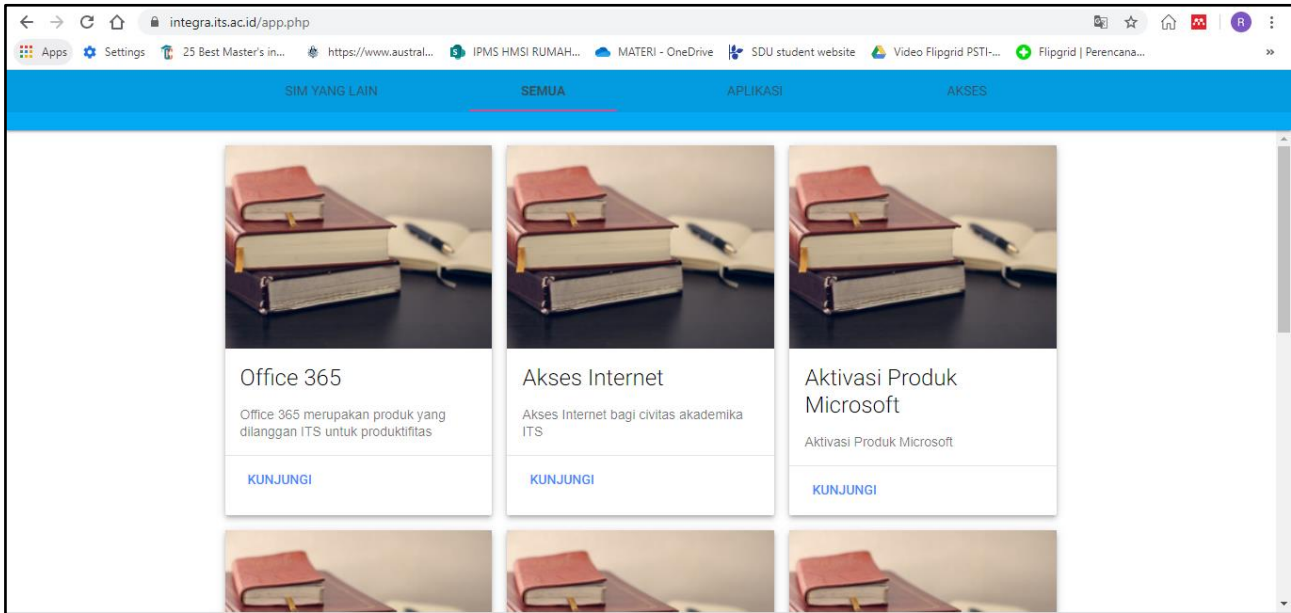 integra.its.ac.id/app.php
R
Apps Settings 25 Best Master's in... https://www.austral... IPMS HMSI RUMAH... MATERI - OneDrive SDU student website Video Flipgrid PSTI-... Flipgrid | Perencana... »
SIM YANG LAIN SEMUA APLIKASI AKSES
Office 365
Office 365 merupakan produk yang
dilanggan ITS untuk produktifitas
KUNJUNGI
Akses Internet
Akses Internet bagi civitas akademika
ITS
KUNJUNGI
Aktivasi Produk
Microsoft
Aktivasi Produk Microsoft
KUNJUNGI